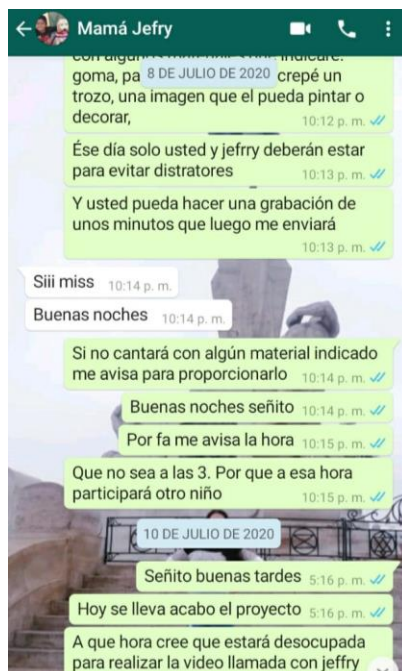 Mamá Jefry
con algunos
8 DE JULIO DE 2020
goma, pa crepé un
trozo, una imagen que el pueda pintar o
decorar,
10:12 p. m.
Ése día solo usted y jefrry deberán estar
para evitar distratores
10:13 p. m.
Y usted pueda hacer una grabación de
unos minutos que luego me enviará
10:13 p. m.
Siii miss 10:14 p. m.
Buenas noches 10:14 p. m.
Si no cantará con algún material indicado
me avisa para proporcionarlo 10:14 p. m.
Buenas noches señito 10:14 p. m.
Por fa me avisa la hora 10:15 p. m.
Que no sea a las 3. Por que a esa hora
participará otro niño
10:15 p. m.
10 DE JULIO DE 2020
Señito buenas tardes 5:16 p. m.
Hoy se lleva acabo el proyecto 5:16 p. m.
A que hora cree que estará desocupada
para realizar la video llamada con jeffry